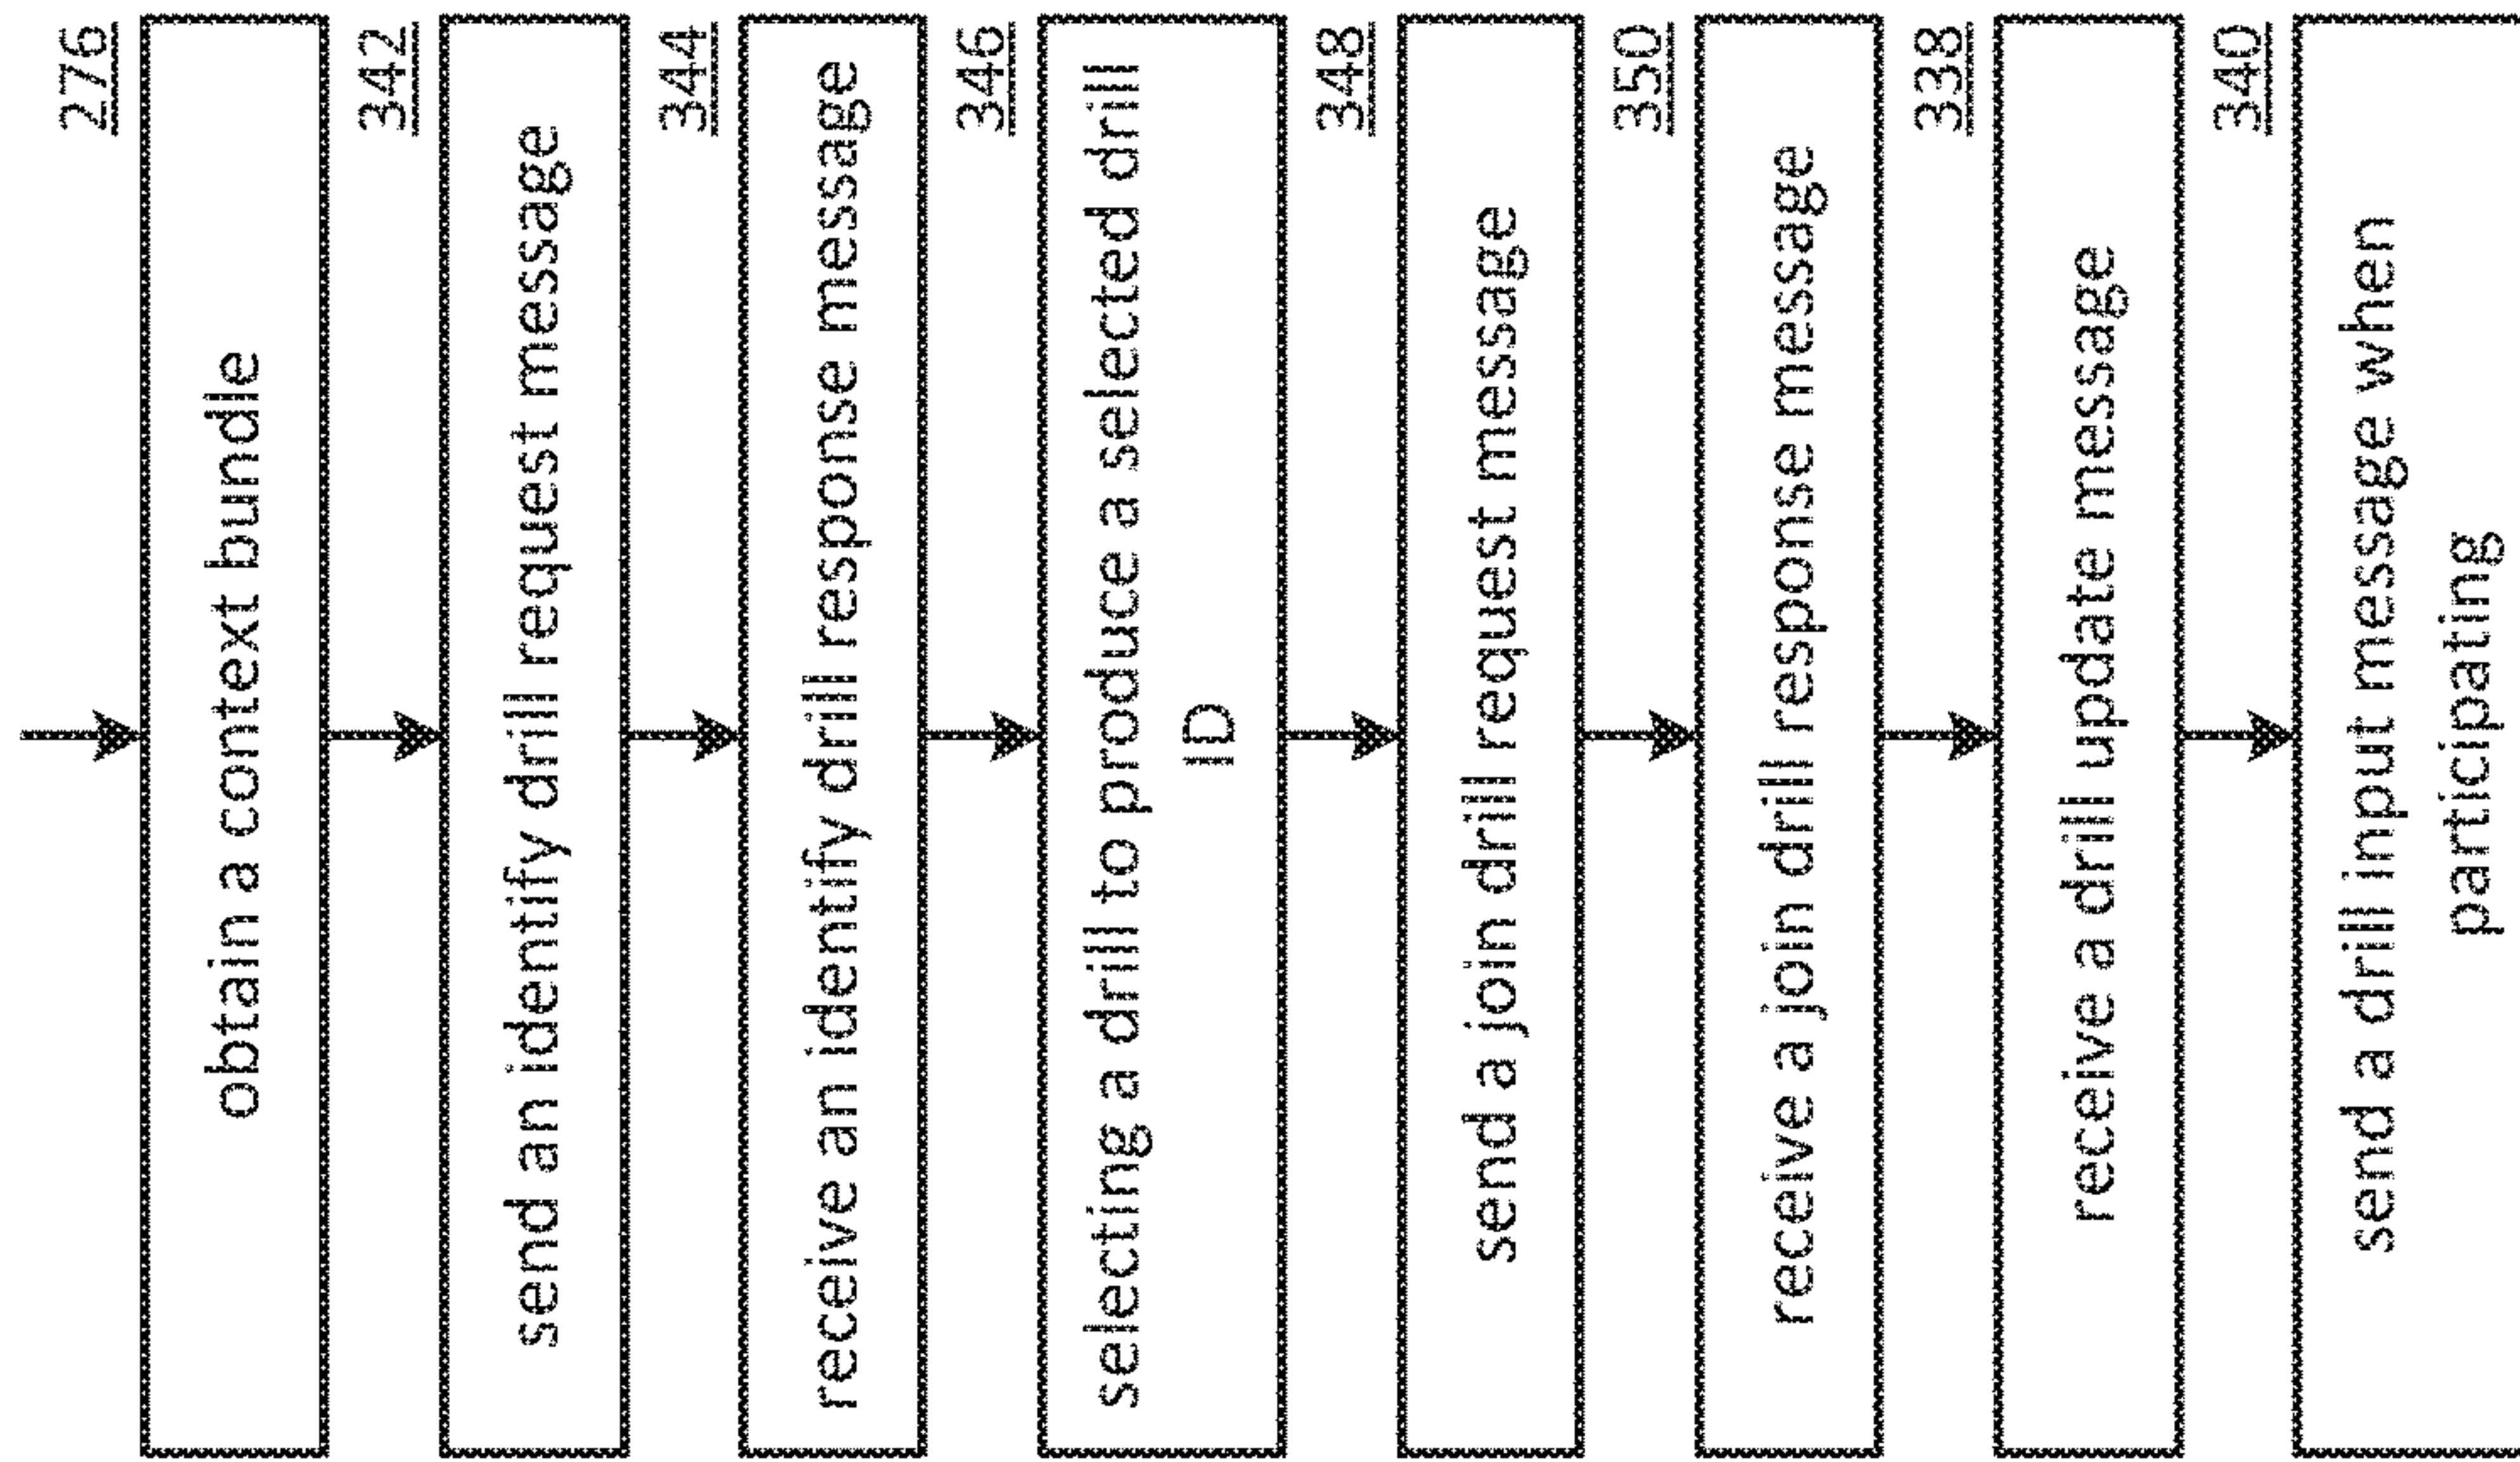 276
obtain a context bundle
342
send an identify drill request message
344
receive an identify drill response message
346
selecting a drill to produce a selected drill
ID
348
send a join drill request message
350
receive a join drill response message
338
receive a drill update message
340
send a drill input message when
participating